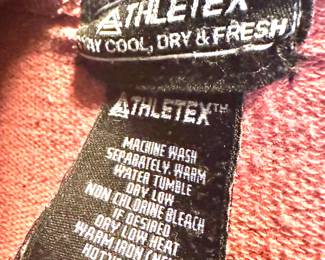 ATHLETEX
AY COOL, DRY & FRESH
ATHLETEX™
MACHINE WASH
SEPARATELY, WARM
WATER TUMBLE
DRY LOW
NON CHLORINE BLEACH
IF DESIRED
DRY LOW HEAT
WARM IRON